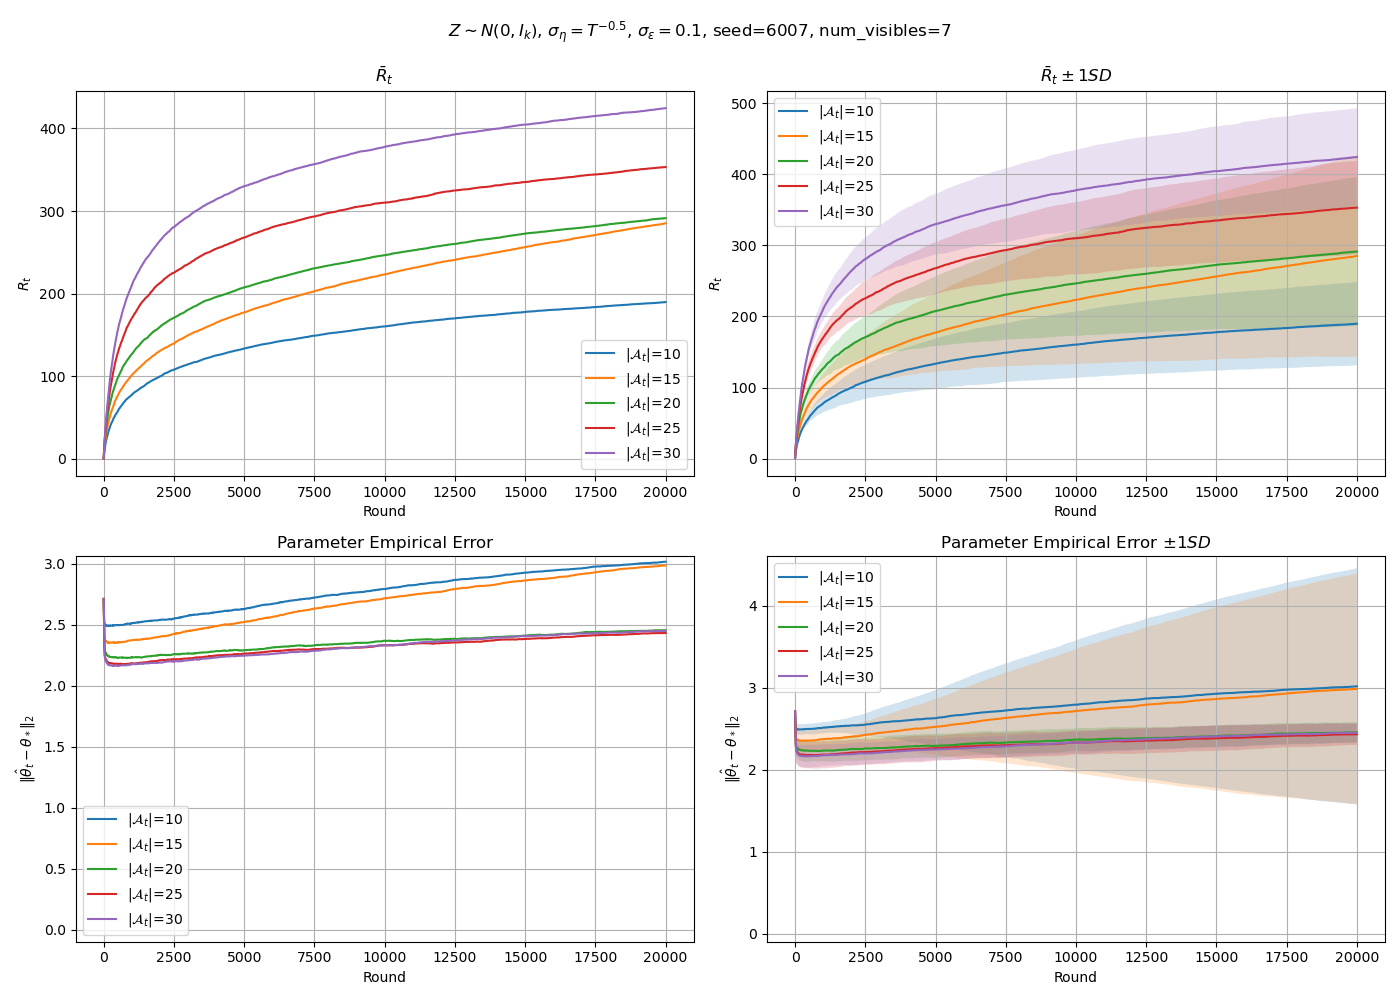 Z ∼ N(0, I_k), σ_η = T^{−0.5}, σ_ε = 0.1, seed=6007, num_visibles=7
R̄_t
R_t
400
300
200
100
0
|𝒜_t|=10
|𝒜_t|=15
|𝒜_t|=20
|𝒜_t|=25
|𝒜_t|=30
0 2500 5000 7500 10000 12500 15000 17500 20000
Round
R̄_t ± 1SD
R_t
500
400
300
200
100
0
|𝒜_t|=10
|𝒜_t|=15
|𝒜_t|=20
|𝒜_t|=25
|𝒜_t|=30
0 2500 5000 7500 10000 12500 15000 17500 20000
Round
Parameter Empirical Error
‖θ̂_t − θ_*‖_2
3.0
2.5
2.0
1.5
1.0
0.5
0.0
|𝒜_t|=10
|𝒜_t|=15
|𝒜_t|=20
|𝒜_t|=25
|𝒜_t|=30
0 2500 5000 7500 10000 12500 15000 17500 20000
Round
Parameter Empirical Error ±1SD
‖θ̂_t − θ_*‖_2
4
3
2
1
0
|𝒜_t|=10
|𝒜_t|=15
|𝒜_t|=20
|𝒜_t|=25
|𝒜_t|=30
0 2500 5000 7500 10000 12500 15000 17500 20000
Round